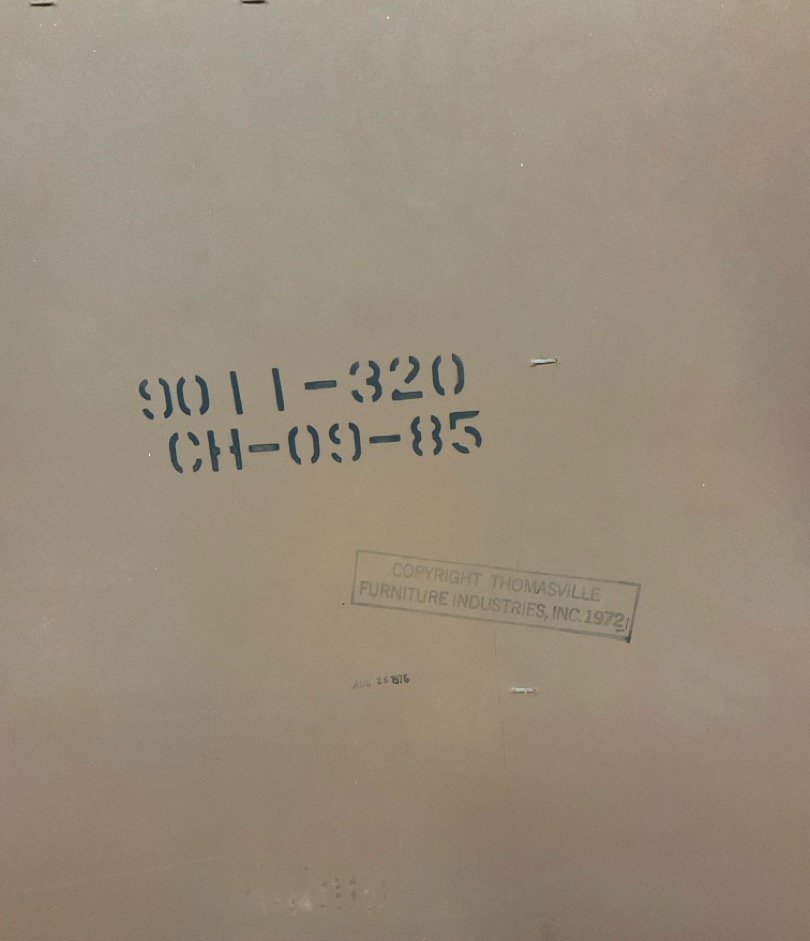 9011-320
CH-09-85
COPYRIGHT THOMASVILLE
FURNITURE INDUSTRIES, INC. 1972
AUG 26 1976